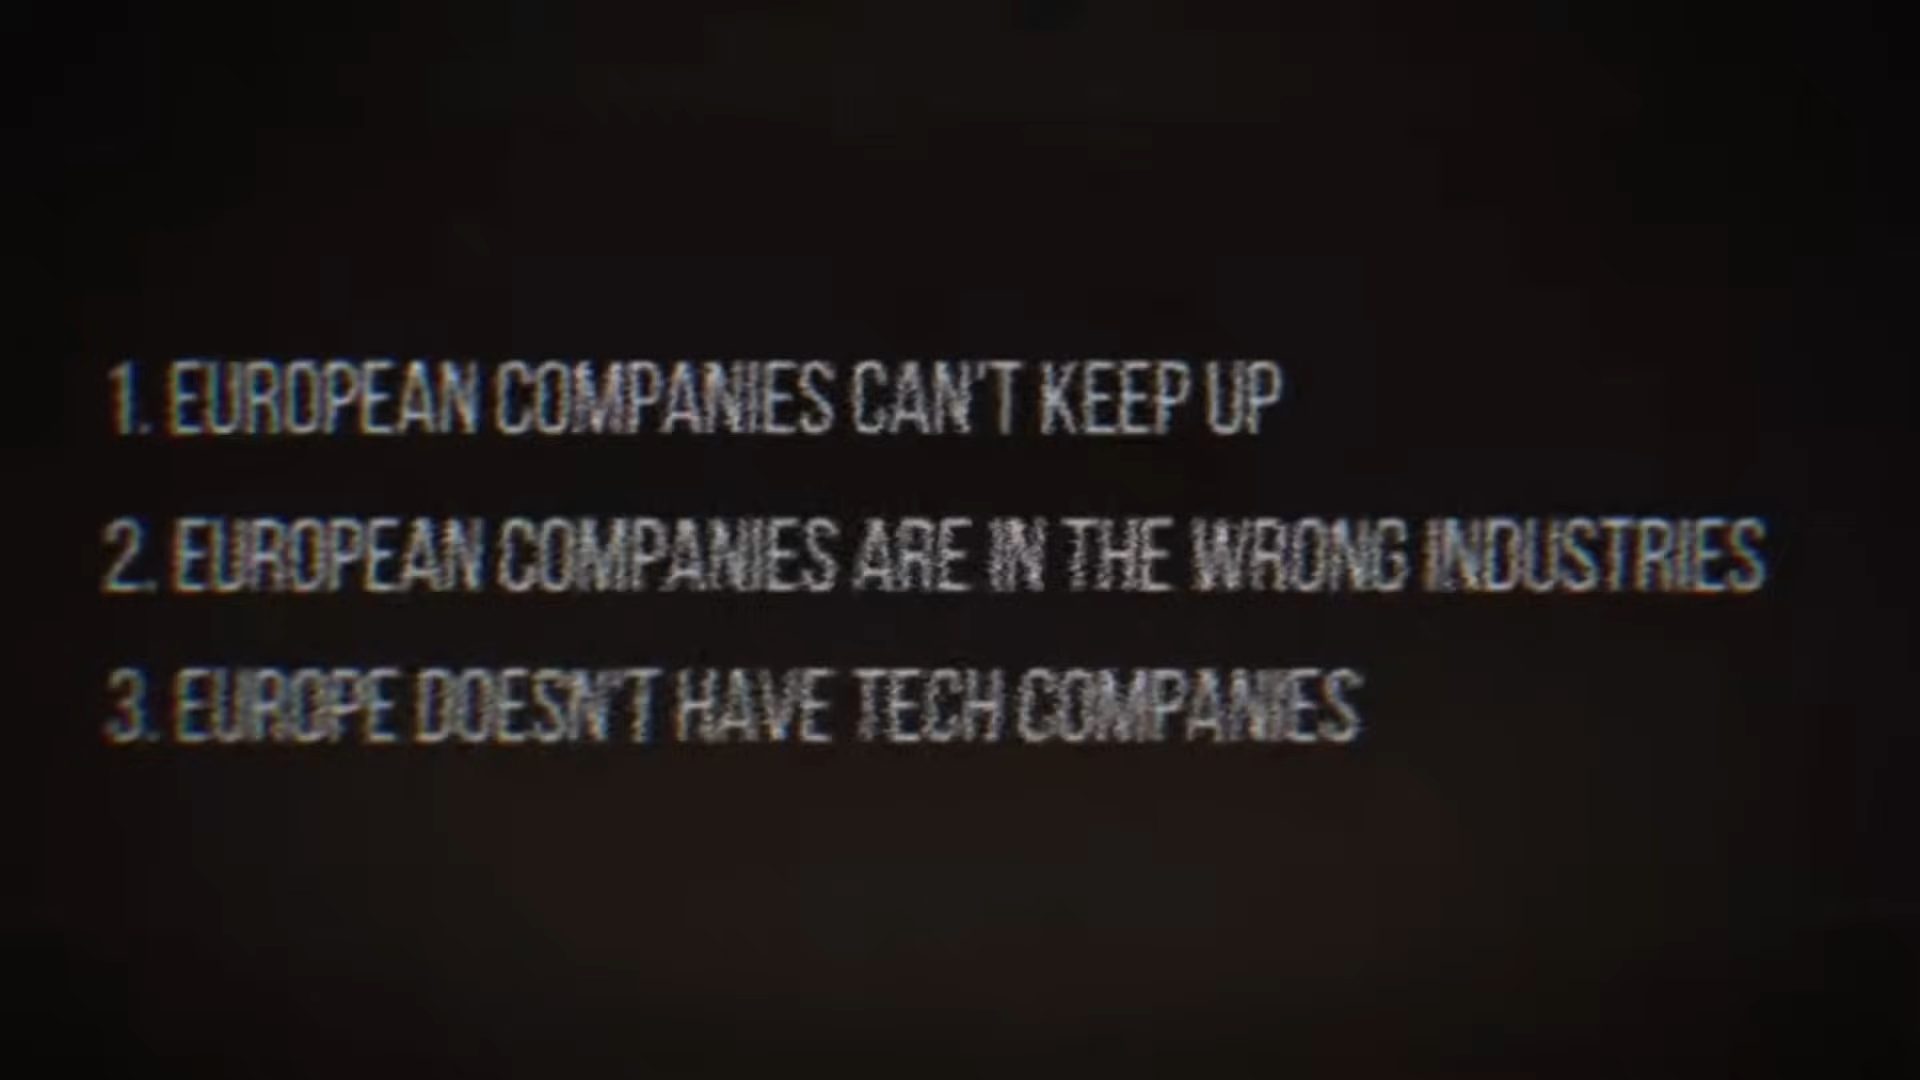 1. EUROPEAN COMPANIES CAN'T KEEP UP
2. EUROPEAN COMPANIES ARE IN THE WRONG INDUSTRIES
3. EUROPE DOESN'T HAVE TECH COMPANIES